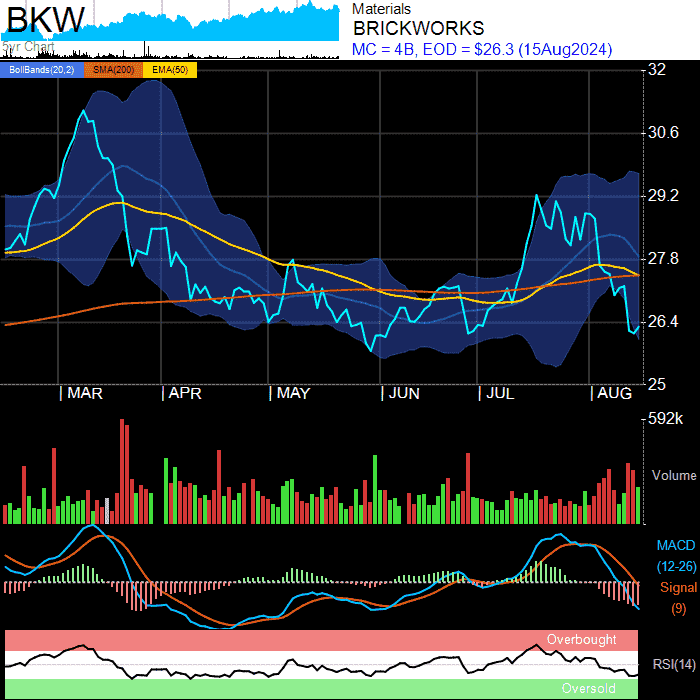 BKW
5yr Chart
Materials
BRICKWORKS
MC = 4B, EOD = $26.3 (15Aug2024)
BollBands(20,2) SMA(200) EMA(50)
32
30.6
29.2
27.8
26.4
25
MAR APR MAY JUN JUL AUG
592k
Volume
MACD
(12-26)
Signal
(9)
Overbought
RSI(14)
Oversold